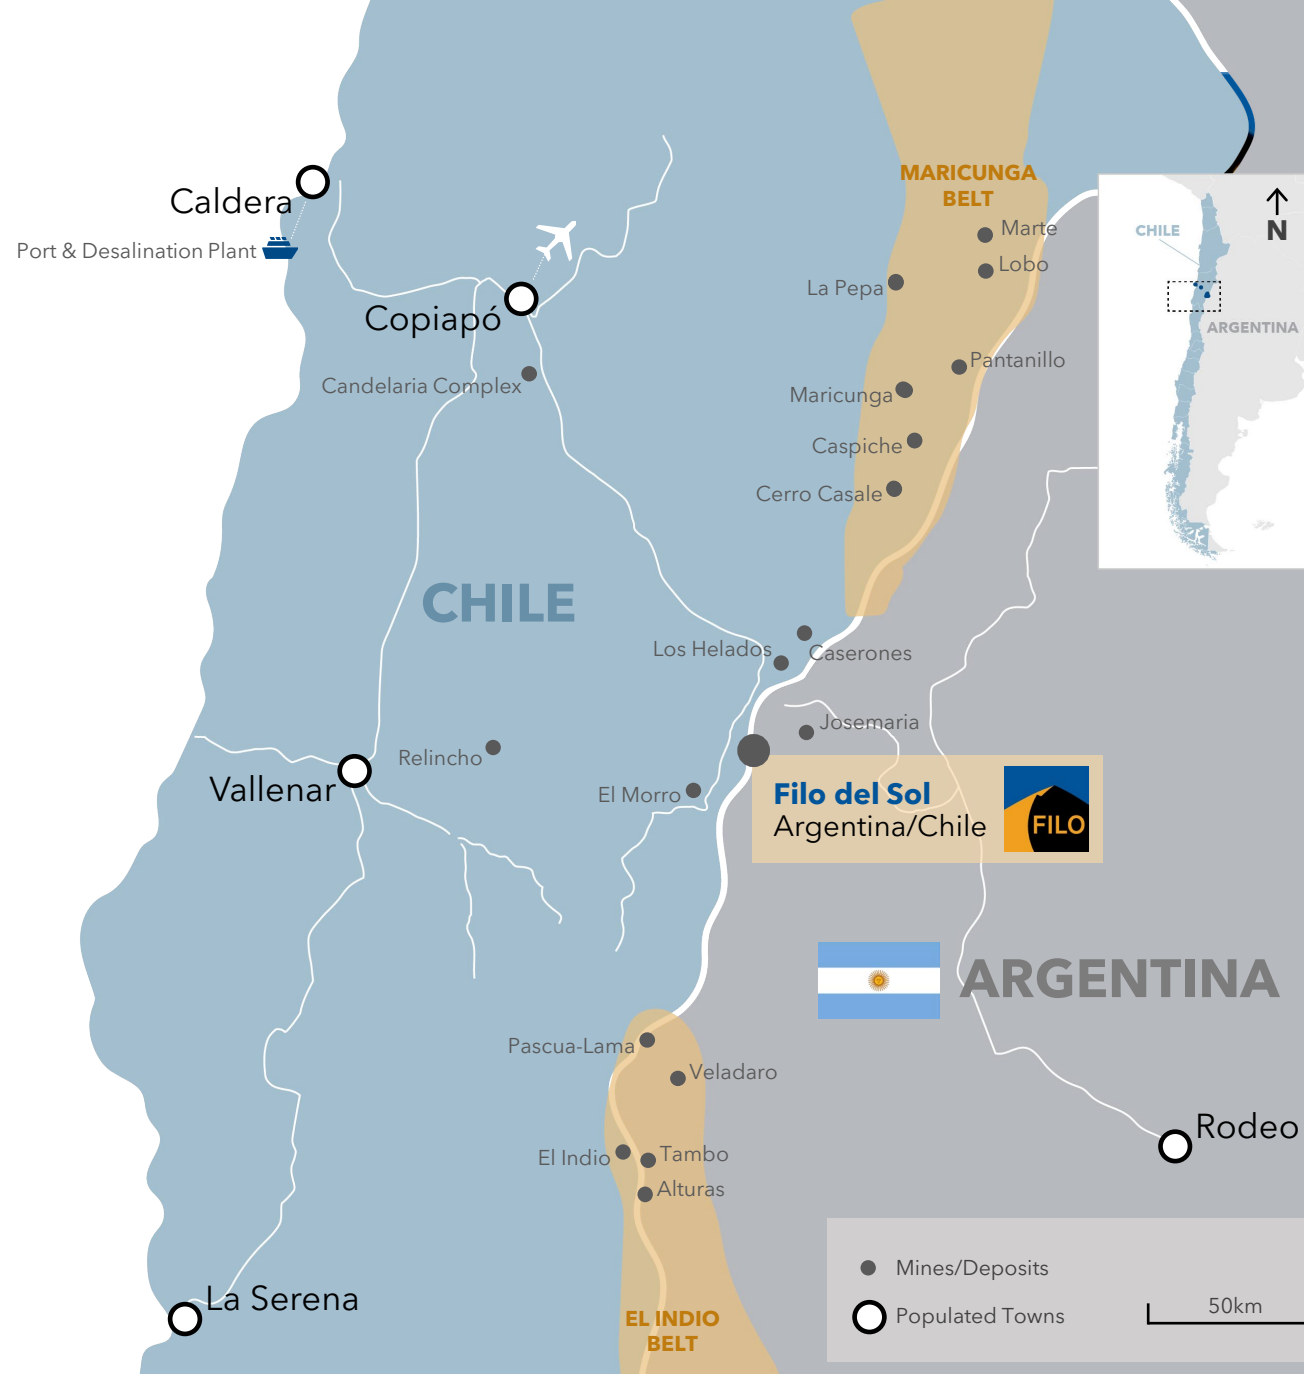 MARICUNGA
BELT
Caldera
Port & Desalination Plant
Marte
Lobo
La Pepa
CHILE
N
ARGENTINA
Copiapó
Candelaria Complex
Pantanillo
Maricunga
Caspiche
Cerro Casale
CHILE
Los Helados
Caserones
Josemaria
Relincho
Vallenar
El Morro
Filo del Sol
Argentina/Chile
FILO
ARGENTINA
Pascua-Lama
Veladaro
Rodeo
El Indio
Tambo
Alturas
La Serena
EL INDIO
BELT
Mines/Deposits
Populated Towns
50km